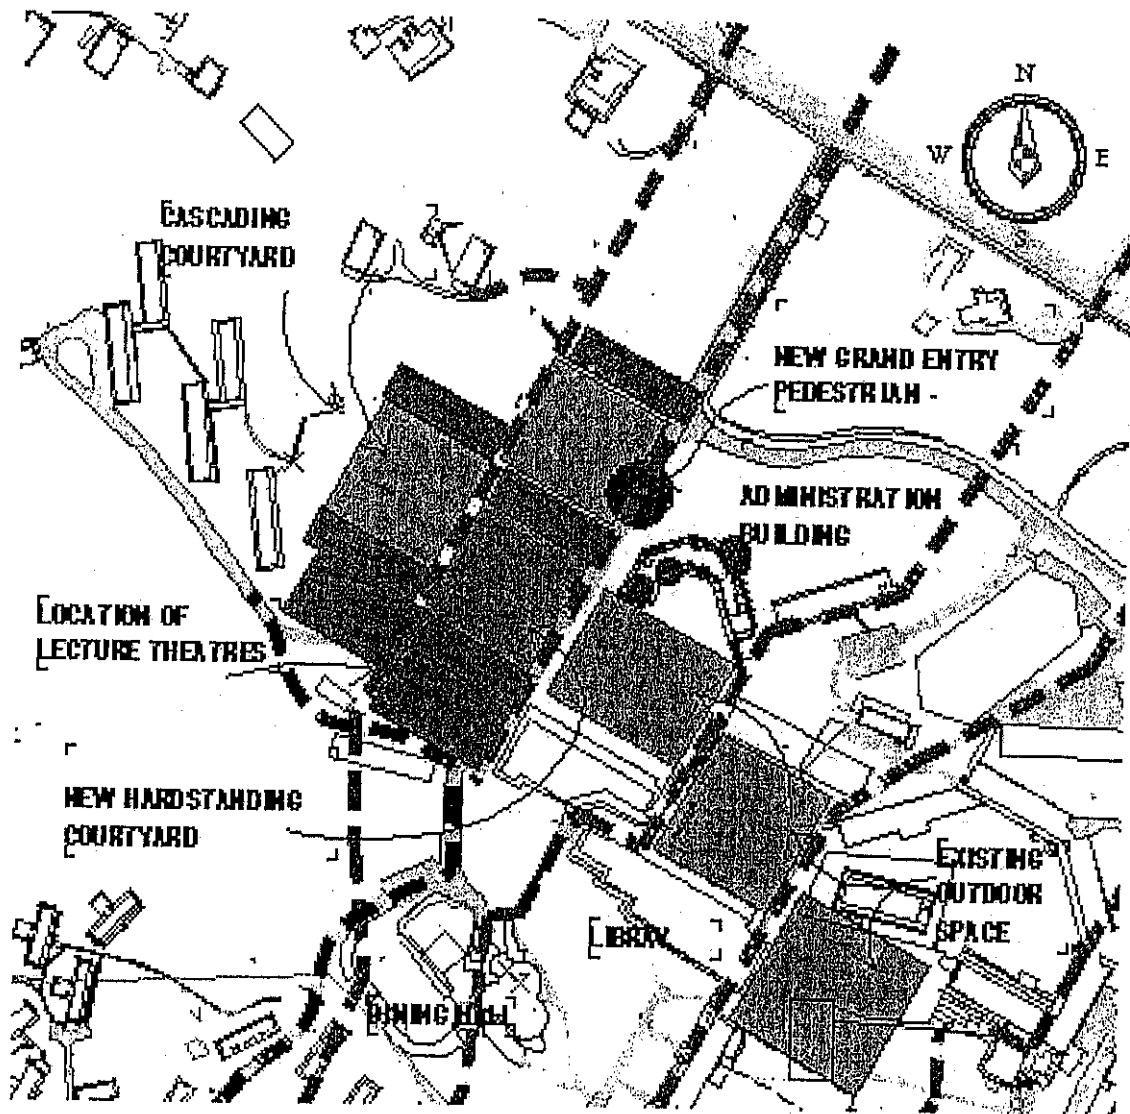 N
W E
S
CASCADING
COURTYARD
NEW GRAND ENTRY
PEDESTRIAN -
ADMINISTRATION
BUILDING
LOCATION OF
LECTURE THEATRES
NEW HARDSTANDING
COURTYARD
EXISTING
OUTDOOR
SPACE
LIBRAY
DINING HALL